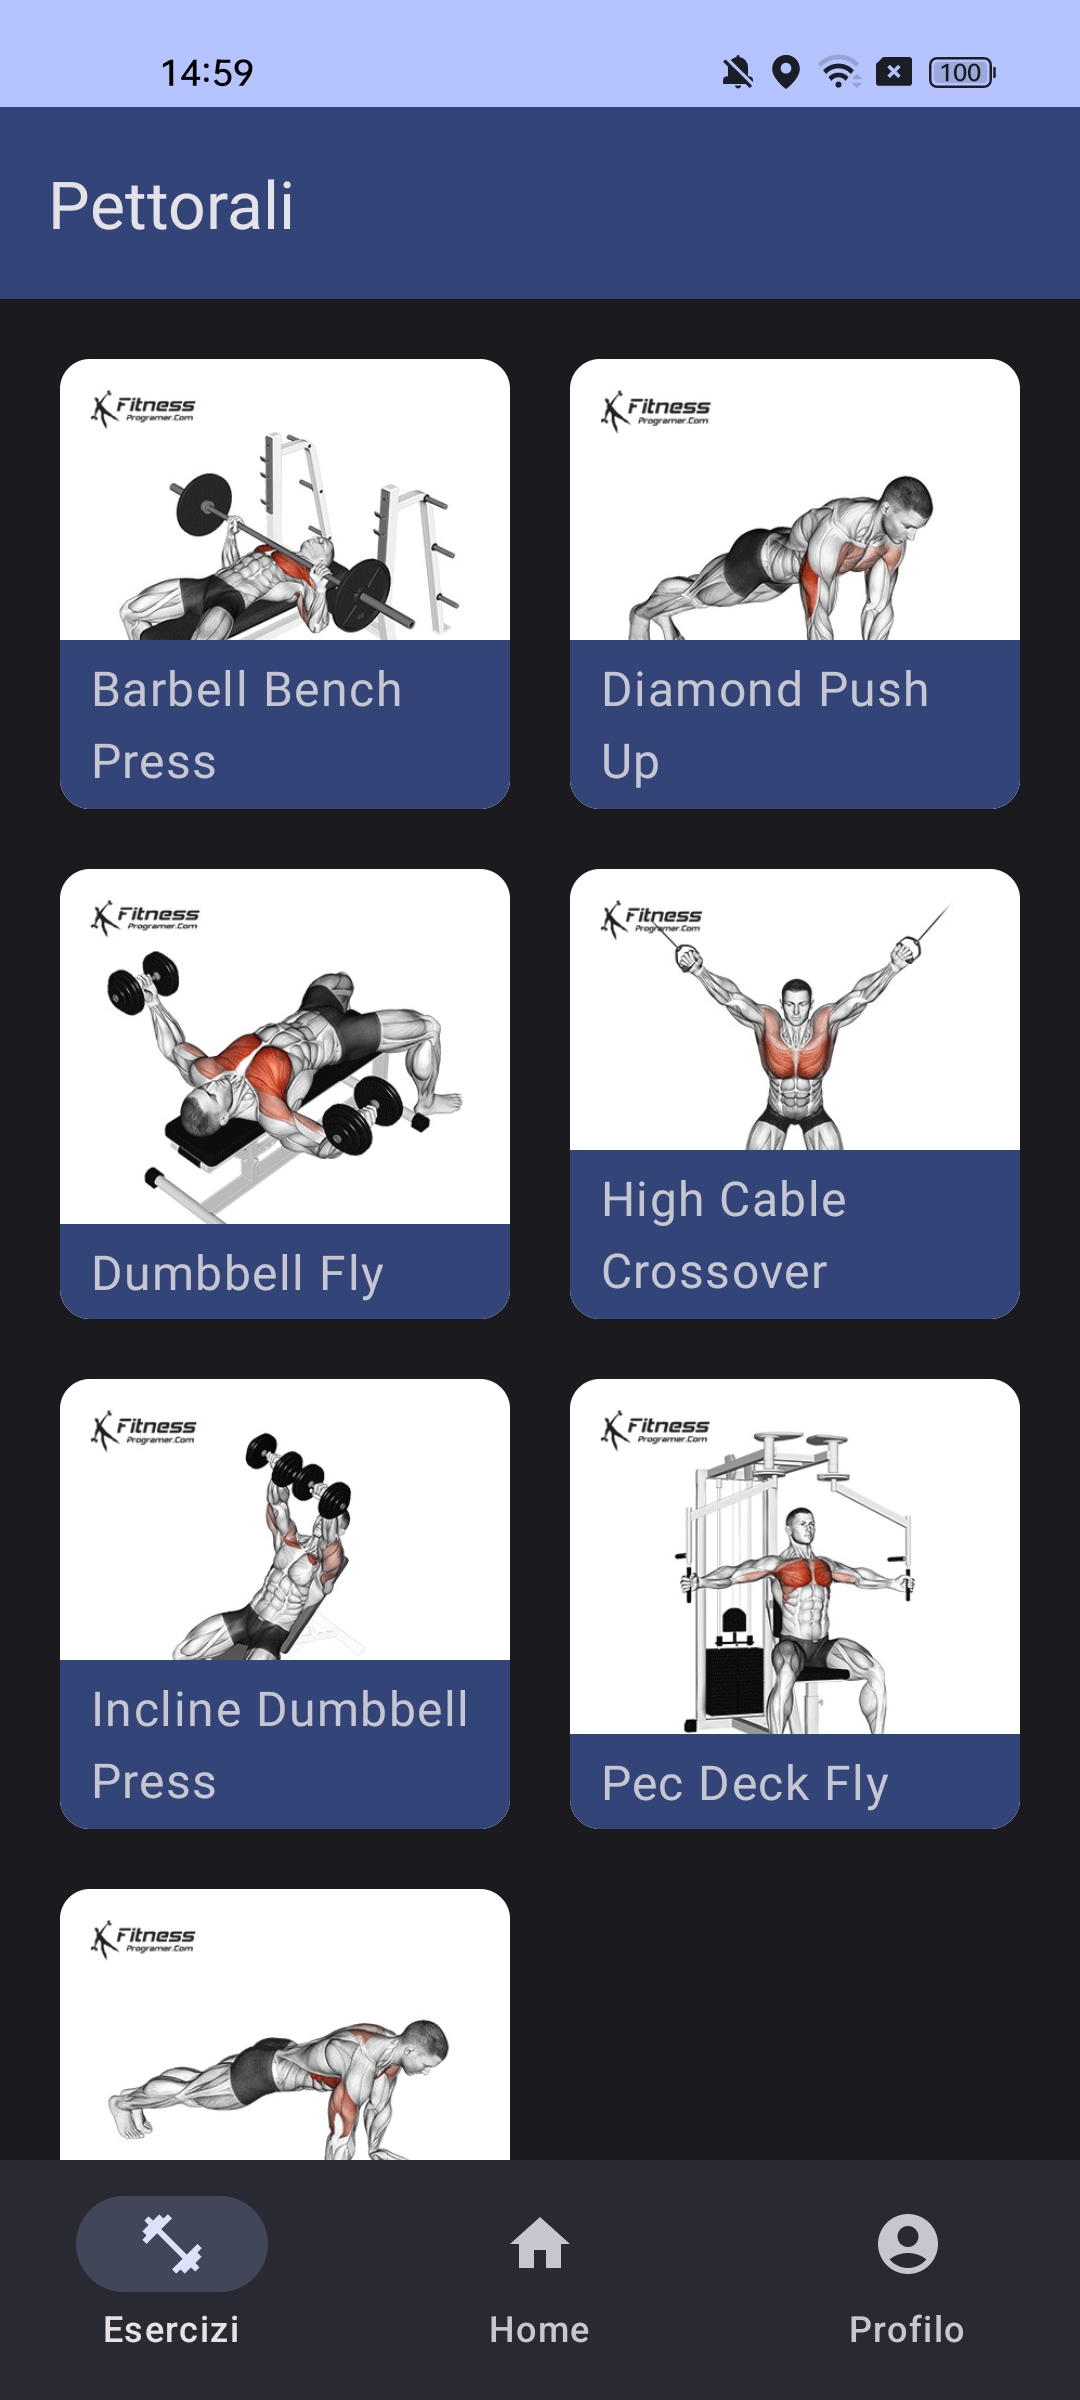 14:59
100
Pettorali
Fitness
Programer.Com
Barbell Bench
Press
Fitness
Programer.Com
Diamond Push
Up
Fitness
Programer.Com
Dumbbell Fly
Fitness
Programer.Com
High Cable
Crossover
Fitness
Programer.Com
Incline Dumbbell
Press
Fitness
Programer.Com
Pec Deck Fly
Fitness
Programer.Com
Esercizi
Home
Profilo